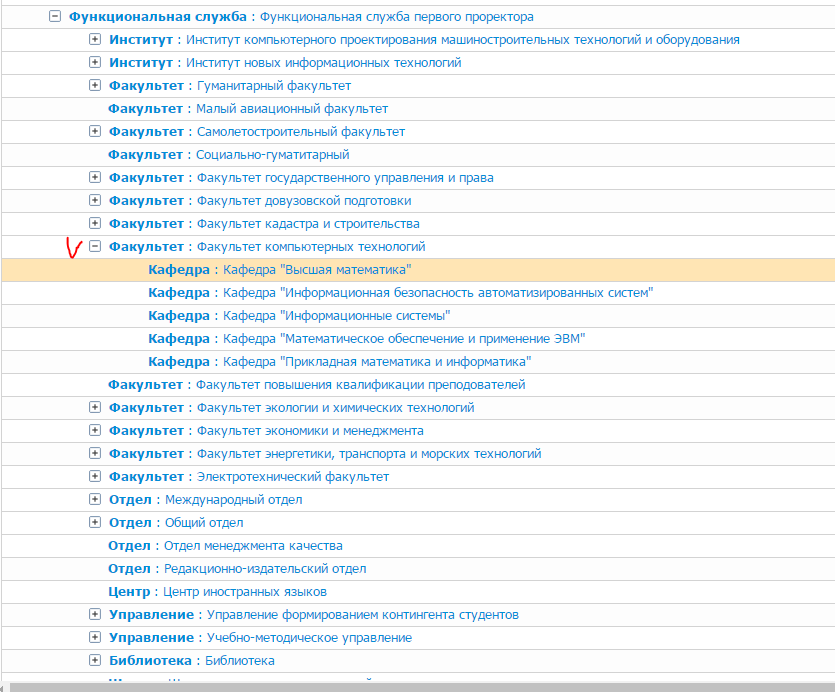 Функциональная служба : Функциональная служба первого проректора
Институт : Институт компьютерного проектирования машиностроительных технологий и оборудования
Институт : Институт новых информационных технологий
Факультет : Гуманитарный факультет
Факультет : Малый авиационный факультет
Факультет : Самолетостроительный факультет
Факультет : Социально-гуматитарный
Факультет : Факультет государственного управления и права
Факультет : Факультет довузовской подготовки
Факультет : Факультет кадастра и строительства
Факультет : Факультет компьютерных технологий
Кафедра : Кафедра "Высшая математика"
Кафедра : Кафедра "Информационная безопасность автоматизированных систем"
Кафедра : Кафедра "Информационные системы"
Кафедра : Кафедра "Математическое обеспечение и применение ЭВМ"
Кафедра : Кафедра "Прикладная математика и информатика"
Факультет : Факультет повышения квалификации преподователей
Факультет : Факультет экологии и химических технологий
Факультет : Факультет экономики и менеджмента
Факультет : Факультет энергетики, транспорта и морских технологий
Факультет : Электротехнический факультет
Отдел : Международный отдел
Отдел : Общий отдел
Отдел : Отдел менеджмента качества
Отдел : Редакционно-издательский отдел
Центр : Центр иностранных языков
Управление : Управление формированием контингента студентов
Управление : Учебно-методическое управление
Библиотека : Библиотека